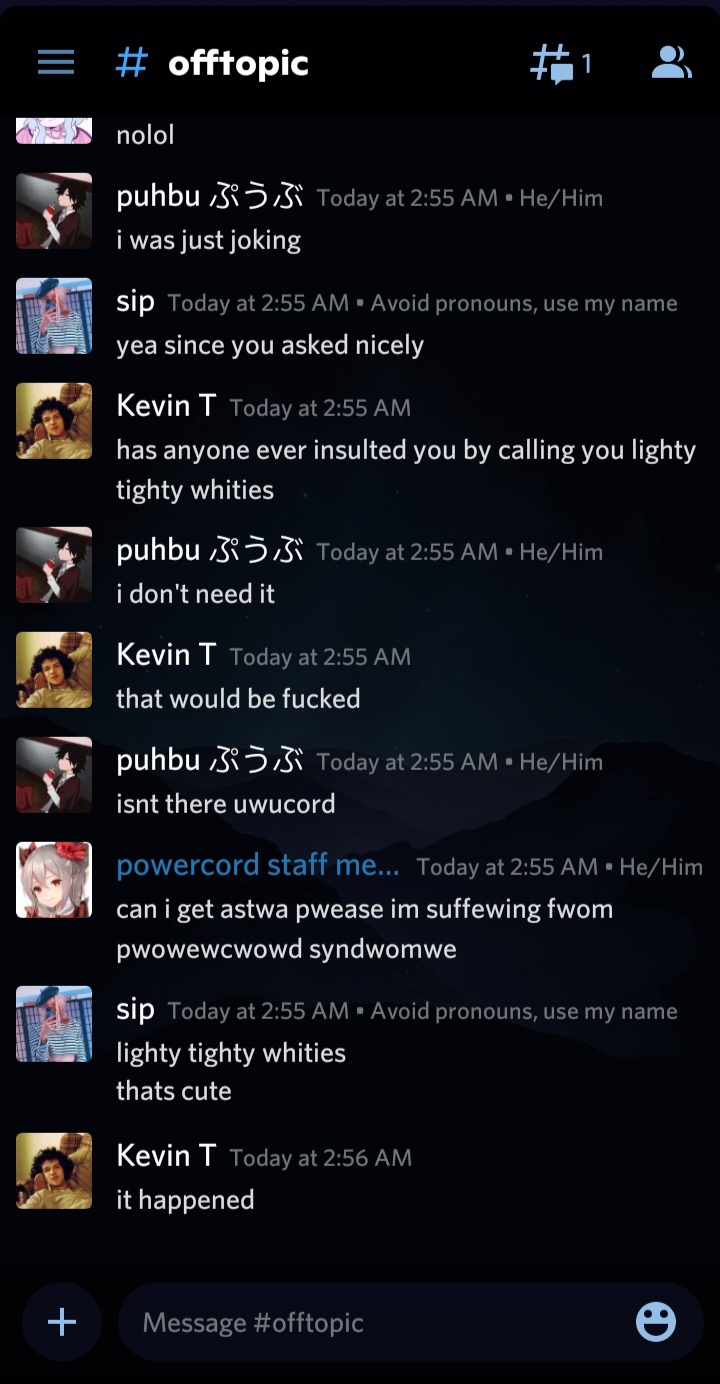 # offtopic 1
nolol
puhbu ぷうぶ Today at 2:55 AM • He/Him
i was just joking
sip Today at 2:55 AM • Avoid pronouns, use my name
yea since you asked nicely
Kevin T Today at 2:55 AM
has anyone ever insulted you by calling you lighty
tighty whities
puhbu ぷうぶ Today at 2:55 AM • He/Him
i don't need it
Kevin T Today at 2:55 AM
that would be fucked
puhbu ぷうぶ Today at 2:55 AM • He/Him
isnt there uwucord
powercord staff me... Today at 2:55 AM • He/Him
can i get astwa pwease im suffewing fwom
pwowewcwowd syndwomwe
sip Today at 2:55 AM • Avoid pronouns, use my name
lighty tighty whities
thats cute
Kevin T Today at 2:56 AM
it happened
Message #offtopic